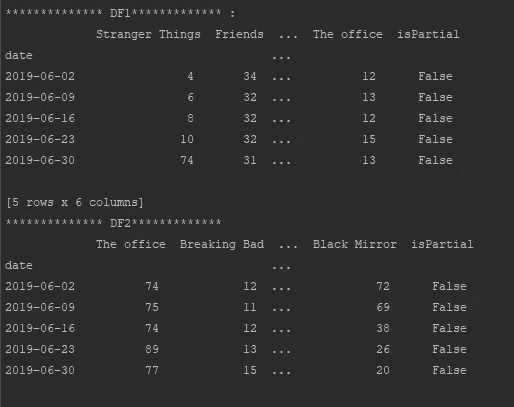 ************** DF1************* :
            Stranger Things  Friends  ...  The office  isPartial
date                                  ...
2019-06-02                4       34  ...          12      False
2019-06-09                6       32  ...          13      False
2019-06-16                8       32  ...          12      False
2019-06-23               10       32  ...          15      False
2019-06-30               74       31  ...          13      False
[5 rows x 6 columns]
************** DF2*************
            The office  Breaking Bad  ...  Black Mirror  isPartial
date                                  ...
2019-06-02          74            12  ...            72      False
2019-06-09          75            11  ...            69      False
2019-06-16          74            12  ...            38      False
2019-06-23          89            13  ...            26      False
2019-06-30          77            15  ...            20      False